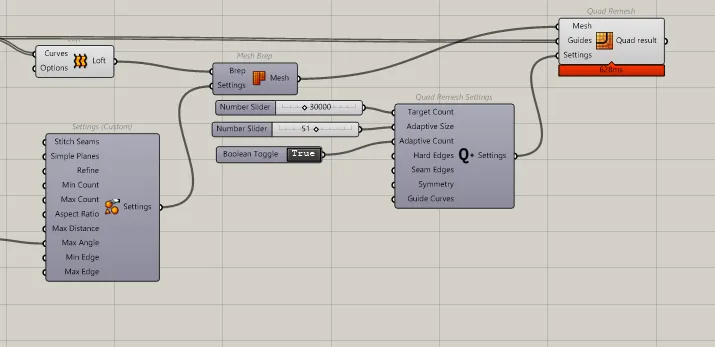 Quad Remesh
Mesh
Guides
Quad result
Settings
628ms
Curves
Options
Loft
Mesh Brep
Brep
Settings
Mesh
Quad Remesh Settings
Number Slider
30000
Number Slider
51
Boolean Toggle
True
Target Count
Adaptive Size
Adaptive Count
Hard Edges
Seam Edges
Symmetry
Guide Curves
Settings
Settings (Custom)
Stitch Seams
Simple Planes
Refine
Min Count
Max Count
Aspect Ratio
Max Distance
Max Angle
Min Edge
Max Edge
Settings